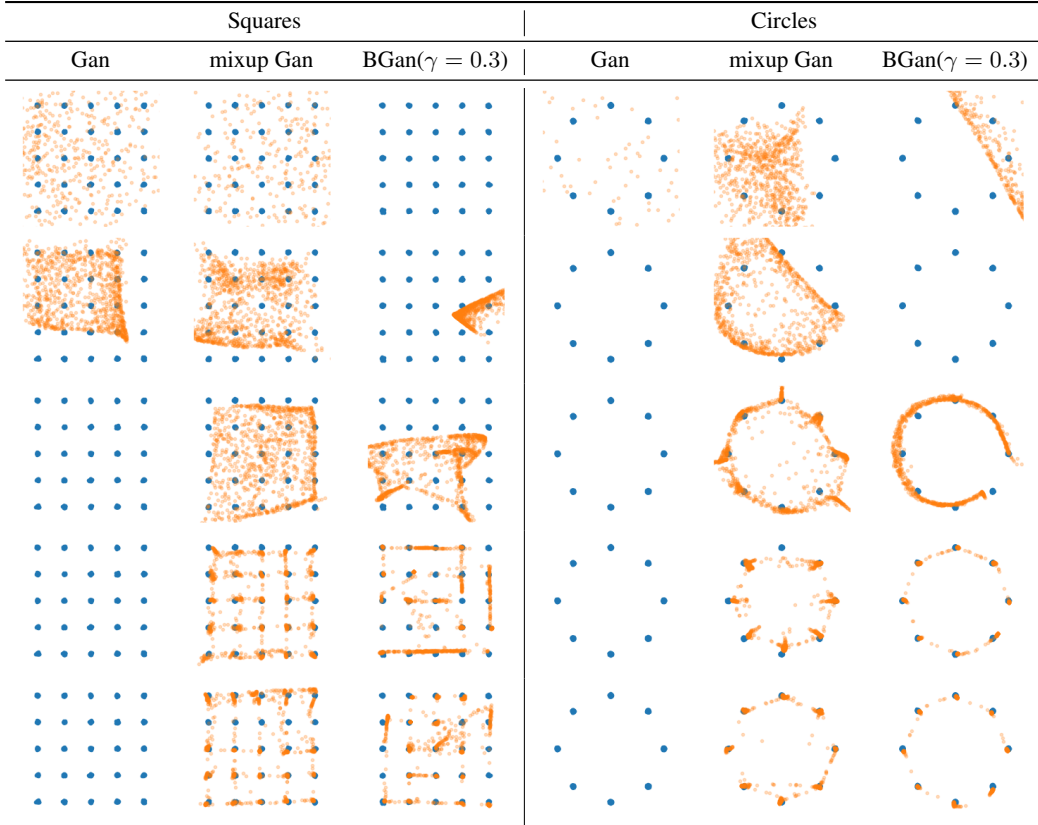 Squares Circles
Gan mixup Gan BGan(γ = 0.3) Gan mixup Gan BGan(γ = 0.3)